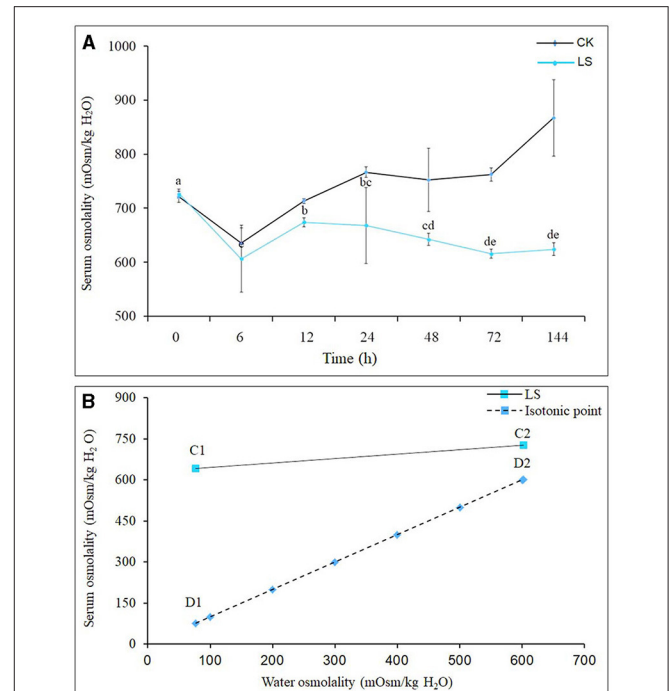 A
CK
LS
1000
900
800
700
600
500
Serum osmolality (mOsm/kg H2O)
a
e
b
bc
cd
de
de
0 6 12 24 48 72 144
Time (h)
B
LS
Isotonic point
900
750
600
450
300
150
0
Serum osmolality (mOsm/kg H2 O)
C1
C2
D2
D1
0 100 200 300 400 500 600 700
Water osmolality (mOsm/kg H2O)